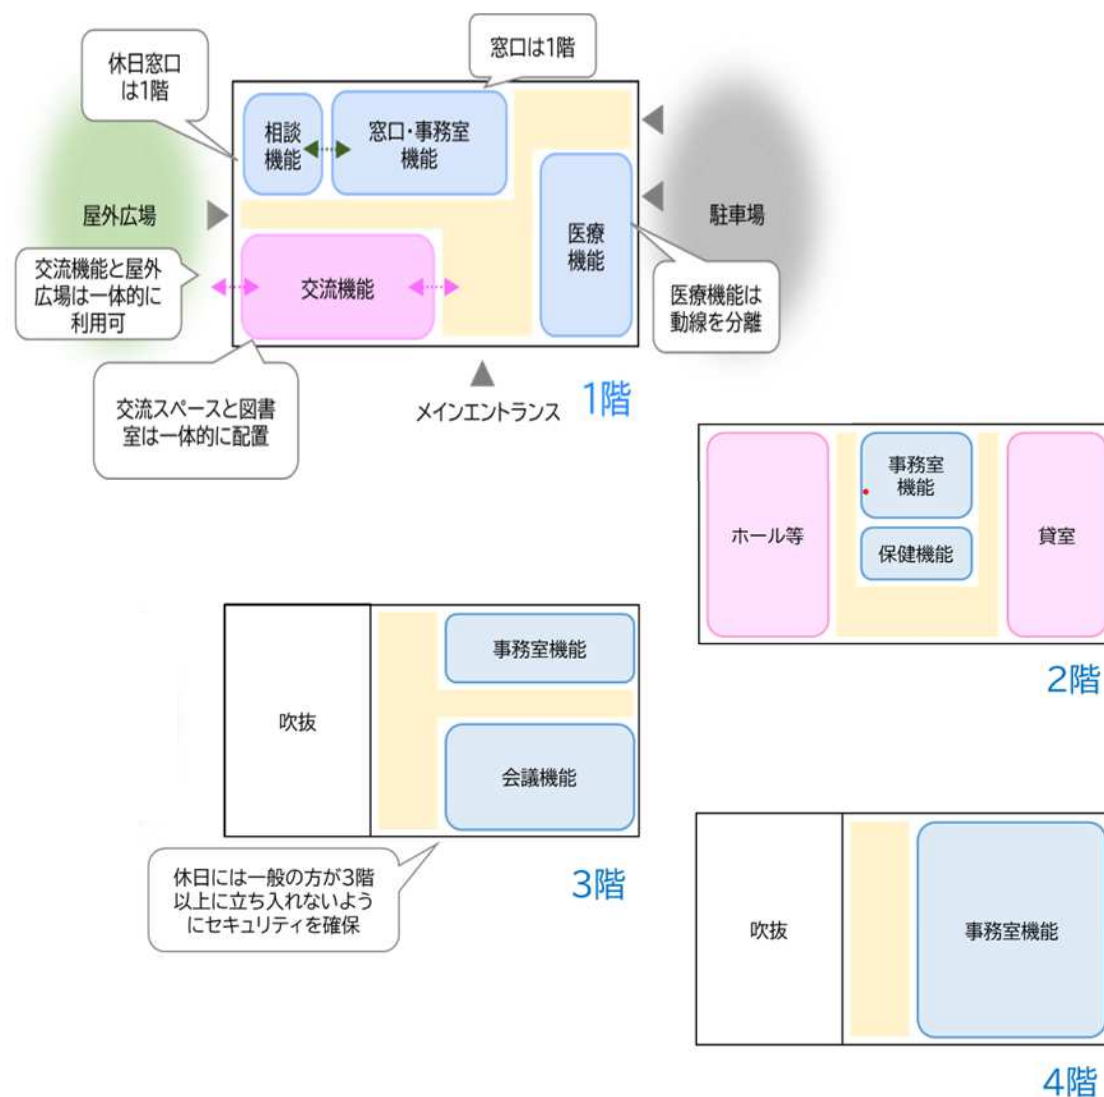 休日窓口
は1階
窓口は1階
相談
機能
窓口・事務室
機能
屋外広場
医療
機能
駐車場
交流機能と屋外
広場は一体的に
利用可
交流機能
医療機能は
動線を分離
交流スペースと図書
室は一体的に配置
メインエントランス
1階
ホール等
事務室
機能
保健機能
貸室
2階
吹抜
事務室機能
会議機能
休日には一般の方が3階
以上に立ち入れないよう
にセキュリティを確保
3階
吹抜
事務室機能
4階